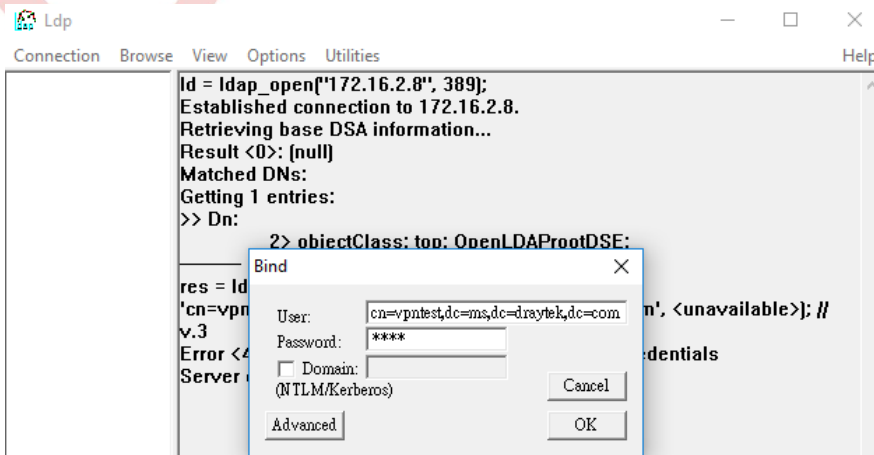 Ldp
Connection Browse View Options Utilities Help
ld = ldap_open("172.16.2.8", 389);
Established connection to 172.16.2.8.
Retrieving base DSA information...
Result <0>: (null)
Matched DNs:
Getting 1 entries:
>> Dn:
2> objectClass: top; OpenLDAProotDSE;
res = ld
'cn=vpn
n', <unavailable>); //
v.3
Error <4
dentials
Server
Bind
User: cn=vpntest,dc=ms,dc=draytek,dc=com
Password: ****
Domain:
(NTLM/Kerberos)
Cancel
Advanced
OK